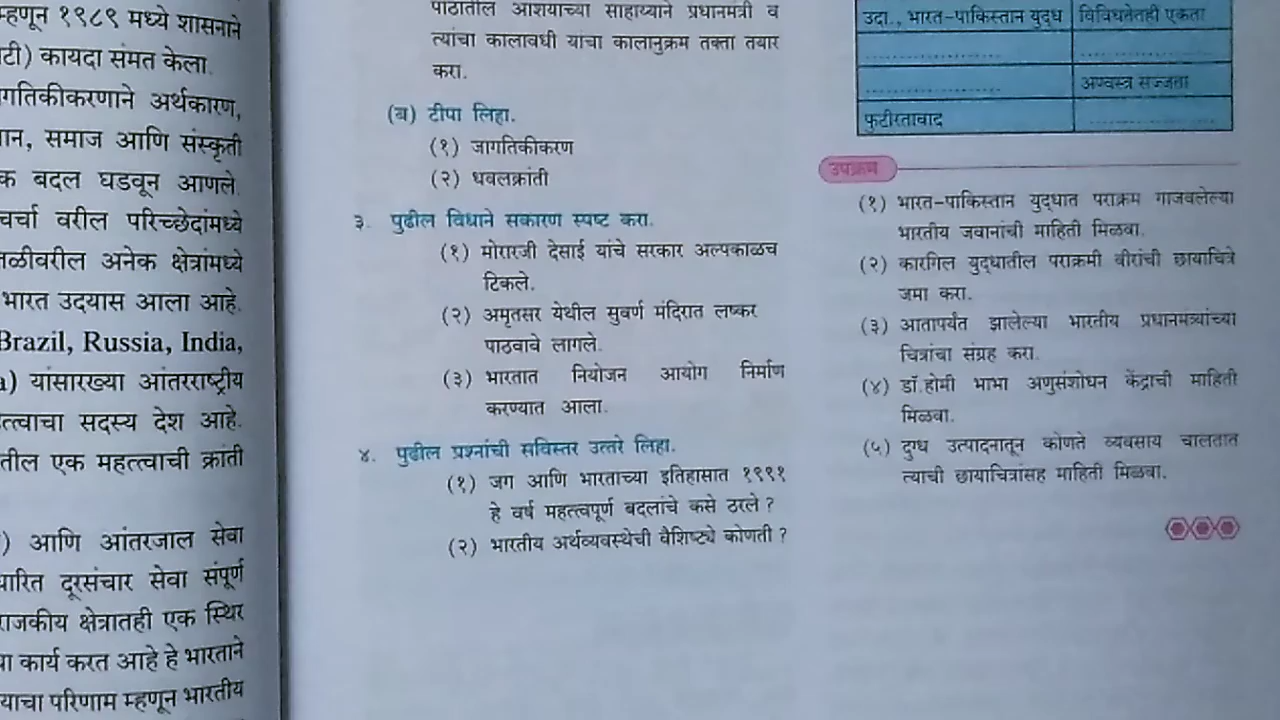 म्हणून १९८९ मध्ये शासनाने
टी) कायदा संमत केला.
गतिकीकरणाने अर्थकारण,
समाज आणि संस्कृती
बदल घडवून आणले.
चर्चा वरील परिच्छेदांमध्ये
अनेक क्षेत्रांमध्ये
भारत उदयास आला आहे.
Brazil, Russia, India,
a) यांसारख्या आंतरराष्ट्रीय
सदस्य देश आहे.
तील एक महत्त्वाची क्रांती
) आणि आंतरजाल सेवा
धारित दूरसंचार सेवा संपूर्ण
राजकीय क्षेत्रातही एक स्थिर
कार्य करत आहे हे भारताने
याचा परिणाम म्हणून भारतीय
पाठातील आशयाच्या साहाय्याने प्रधानमंत्री व
त्यांचा कालावधी यांचा कालानुक्रम तक्ता तयार
करा.
(ब) टीपा लिहा.
(१) जागतिकीकरण
(२) धवलक्रांती
३. पुढील विधाने सकारण स्पष्ट करा.
(१) मोरारजी देसाई यांचे सरकार अल्पकाळच
टिकले.
(२) अमृतसर येथील सुवर्ण मंदिरात लष्कर
पाठवावे लागले.
(३) भारतात नियोजन आयोग निर्माण
करण्यात आला.
४. पुढील प्रश्नांची सविस्तर उत्तरे लिहा.
(१) जग आणि भारताच्या इतिहासात १९९१
हे वर्ष महत्त्वपूर्ण बदलांचे कसे ठरले ?
(२) भारतीय अर्थव्यवस्थेची वैशिष्ट्ये कोणती ?
उदा., भारत-पाकिस्तान युद्ध विविधतेतही एकता
.......................... ..........................
.......................... अण्वस्त्र सज्जता
फुटीरतावाद ..........................
उपक्रम
(१) भारत-पाकिस्तान युद्धात पराक्रम गाजवलेल्या
भारतीय जवानांची माहिती मिळवा.
(२) कारगिल युद्धातील पराक्रमी वीरांची छायाचित्रे
जमा करा.
(३) आतापर्यंत झालेल्या भारतीय प्रधानमंत्र्यांच्या
चित्रांचा संग्रह करा.
(४) डॉ.होमी भाभा अणुसंशोधन केंद्राची माहिती
मिळवा.
(५) दुग्ध उत्पादनातून कोणते व्यवसाय चालतात
त्याची छायाचित्रांसह माहिती मिळवा.